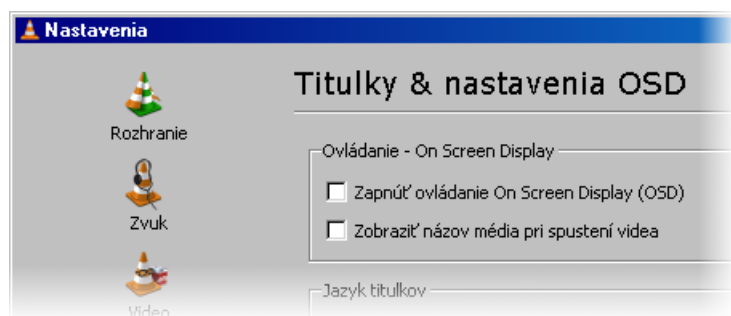 Nastavenia
Titulky & nastavenia OSD
Rozhranie
Ovládanie - On Screen Display
Zapnúť ovládanie On Screen Display (OSD)
Zvuk
Zobraziť názov média pri spustení videa
Jazyk titulkov
Video